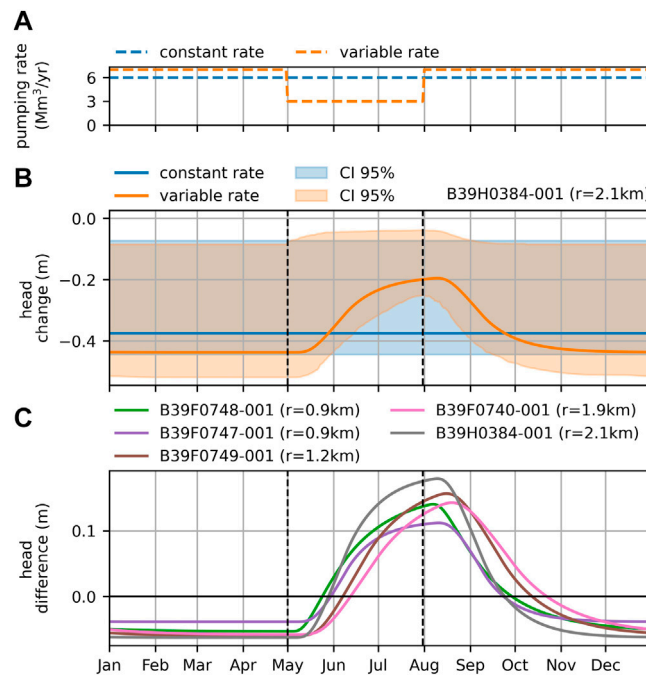 A
constant rate variable rate
pumping rate
(Mm³/yr)
6
3
0
B
constant rate CI 95%
variable rate CI 95% B39H0384-001 (r=2.1km)
head
change (m)
0.0
−0.2
−0.4
C
B39F0748-001 (r=0.9km) B39F0740-001 (r=1.9km)
B39F0747-001 (r=0.9km) B39H0384-001 (r=2.1km)
B39F0749-001 (r=1.2km)
head
difference (m)
0.1
0.0
Jan Feb Mar Apr May Jun Jul Aug Sep Oct Nov Dec